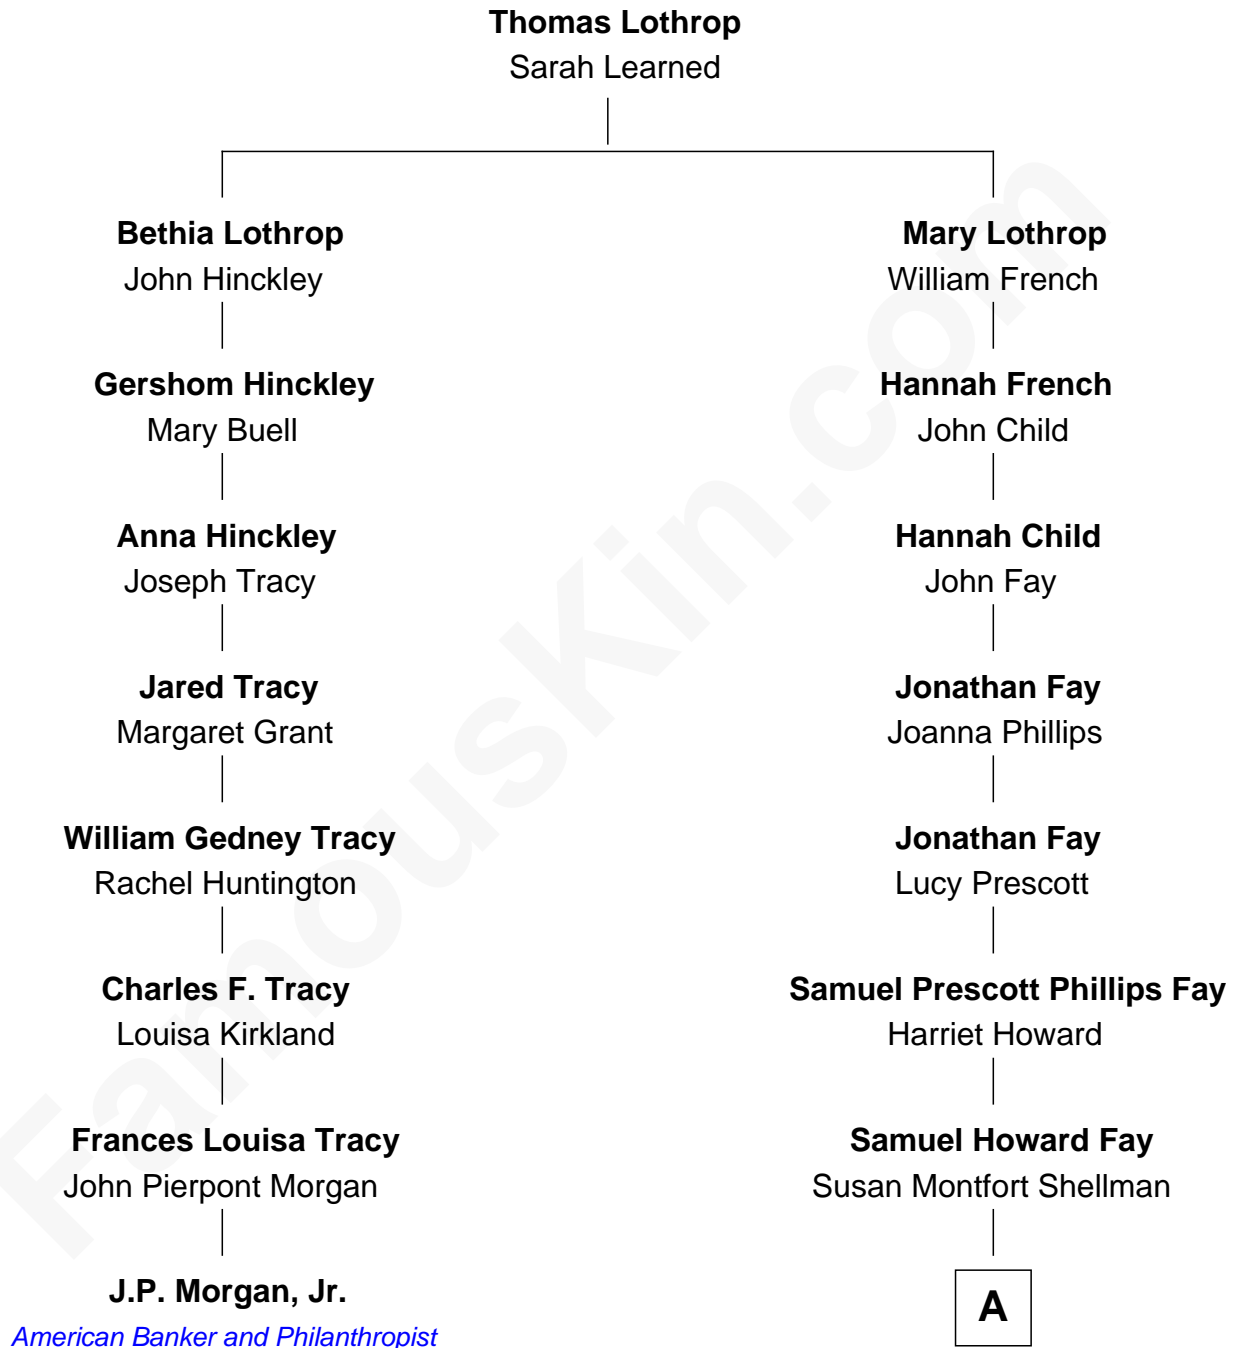 Thomas Lothrop
Sarah Learned
Bethia Lothrop
John Hinckley
Gershom Hinckley
Mary Buell
Anna Hinckley
Joseph Tracy
Jared Tracy
Margaret Grant
William Gedney Tracy
Rachel Huntington
Charles F. Tracy
Louisa Kirkland
Frances Louisa Tracy
John Pierpont Morgan
J.P. Morgan, Jr.
American Banker and Philanthropist
Mary Lothrop
William French
Hannah French
John Child
Hannah Child
John Fay
Jonathan Fay
Joanna Phillips
Jonathan Fay
Lucy Prescott
Samuel Prescott Phillips Fay
Harriet Howard
Samuel Howard Fay
Susan Montfort Shellman
A
FamousKin.com